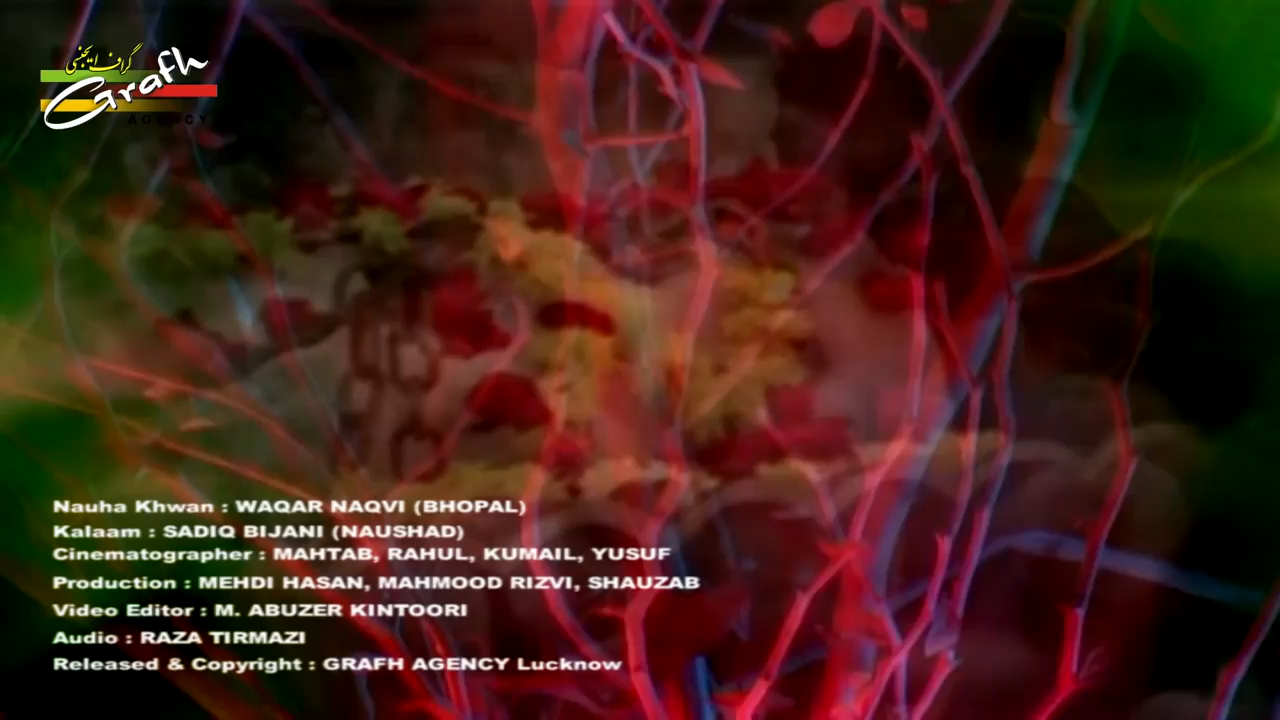 گراف ایجنسی
Grafh
AGENCY
Nauha Khwan : WAQAR NAQVI (BHOPAL)
Kalaam : SADIQ BIJANI (NAUSHAD)
Cinematographer : MAHTAB, RAHUL, KUMAIL, YUSUF
Production : MEHDI HASAN, MAHMOOD RIZVI, SHAUZAB
Video Editor : M. ABUZER KINTOORI
Audio : RAZA TIRMAZI
Released & Copyright : GRAFH AGENCY Lucknow